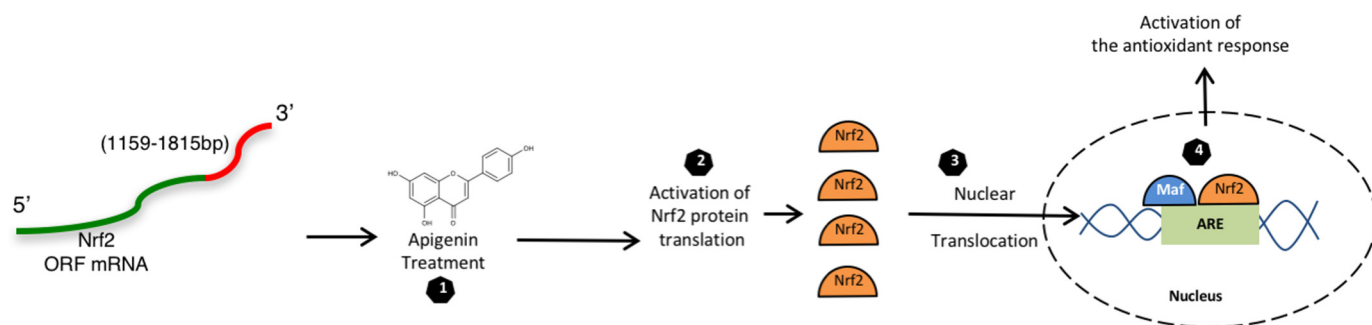 5’
(1159-1815bp)
3’
Nrf2
ORF mRNA
HO
OH
O
OH
O
Apigenin
Treatment
1
2
Activation of
Nrf2 protein
translation
Nrf2
Nrf2
Nrf2
Nrf2
3
Nuclear
Translocation
Activation of
the antioxidant response
4
Maf
Nrf2
ARE
Nucleus